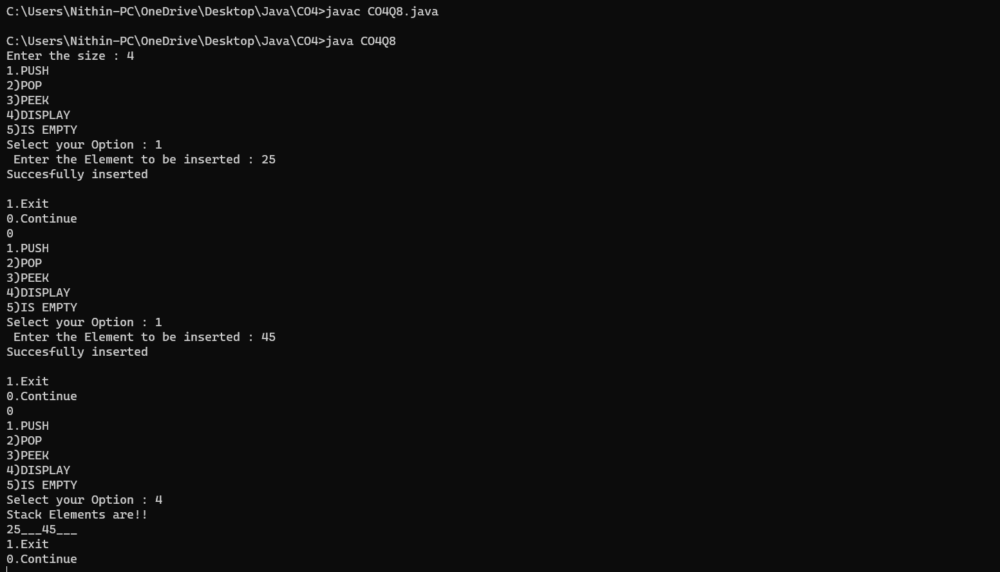 C:\Users\Nithin-PC\OneDrive\Desktop\Java\CO4>javac CO4Q8.java
C:\Users\Nithin-PC\OneDrive\Desktop\Java\CO4>java CO4Q8
Enter the size : 4
1.PUSH
2)POP
3)PEEK
4)DISPLAY
5)IS EMPTY
Select your Option : 1
 Enter the Element to be inserted : 25
Succesfully inserted
1.Exit
0.Continue
0
1.PUSH
2)POP
3)PEEK
4)DISPLAY
5)IS EMPTY
Select your Option : 1
 Enter the Element to be inserted : 45
Succesfully inserted
1.Exit
0.Continue
0
1.PUSH
2)POP
3)PEEK
4)DISPLAY
5)IS EMPTY
Select your Option : 4
Stack Elements are!!
25___45___
1.Exit
0.Continue